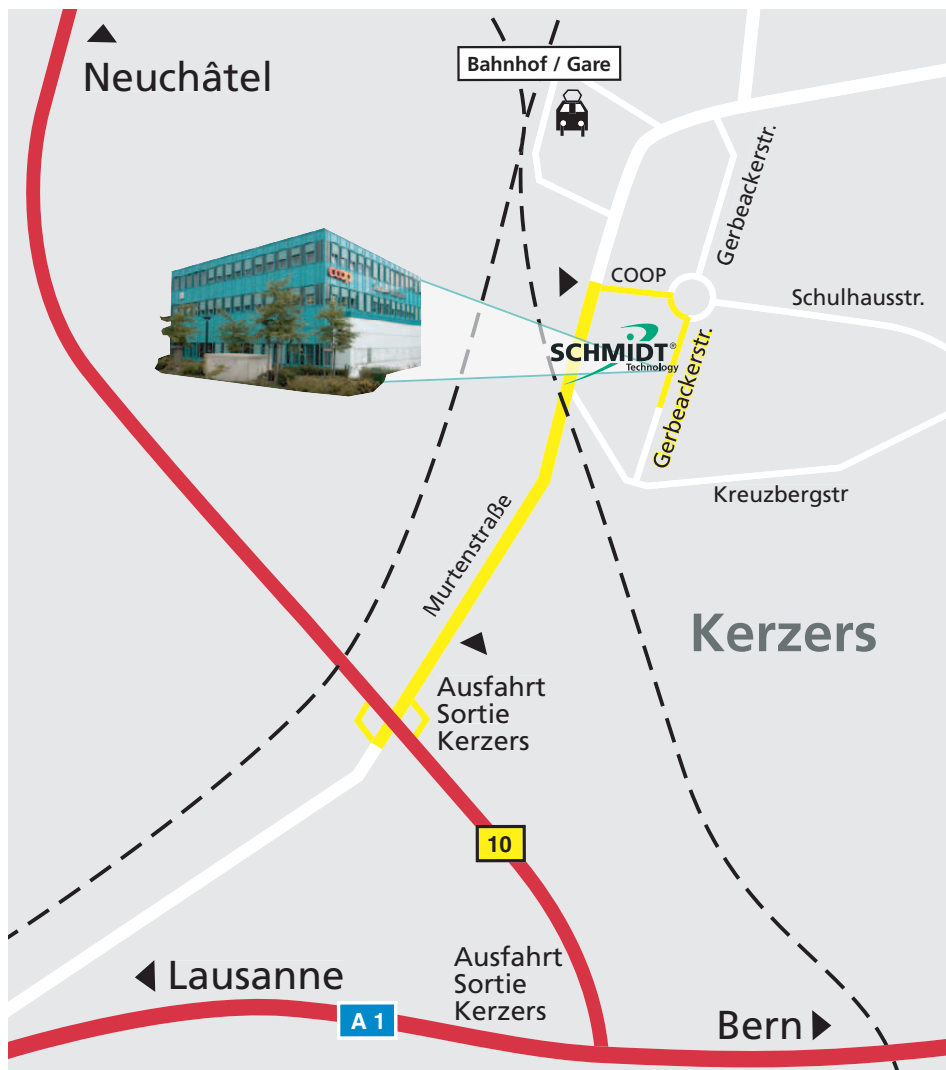 Neuchâtel
Bahnhof / Gare
Gerbeackerstr.
COOP
Schulhausstr.
coop
SCHMIDT®
Technology
Gerbeackerstr.
Kreuzbergstr
Murtenstraße
Kerzers
Ausfahrt
Sortie
Kerzers
10
Ausfahrt
Sortie
Kerzers
Lausanne
A 1
Bern